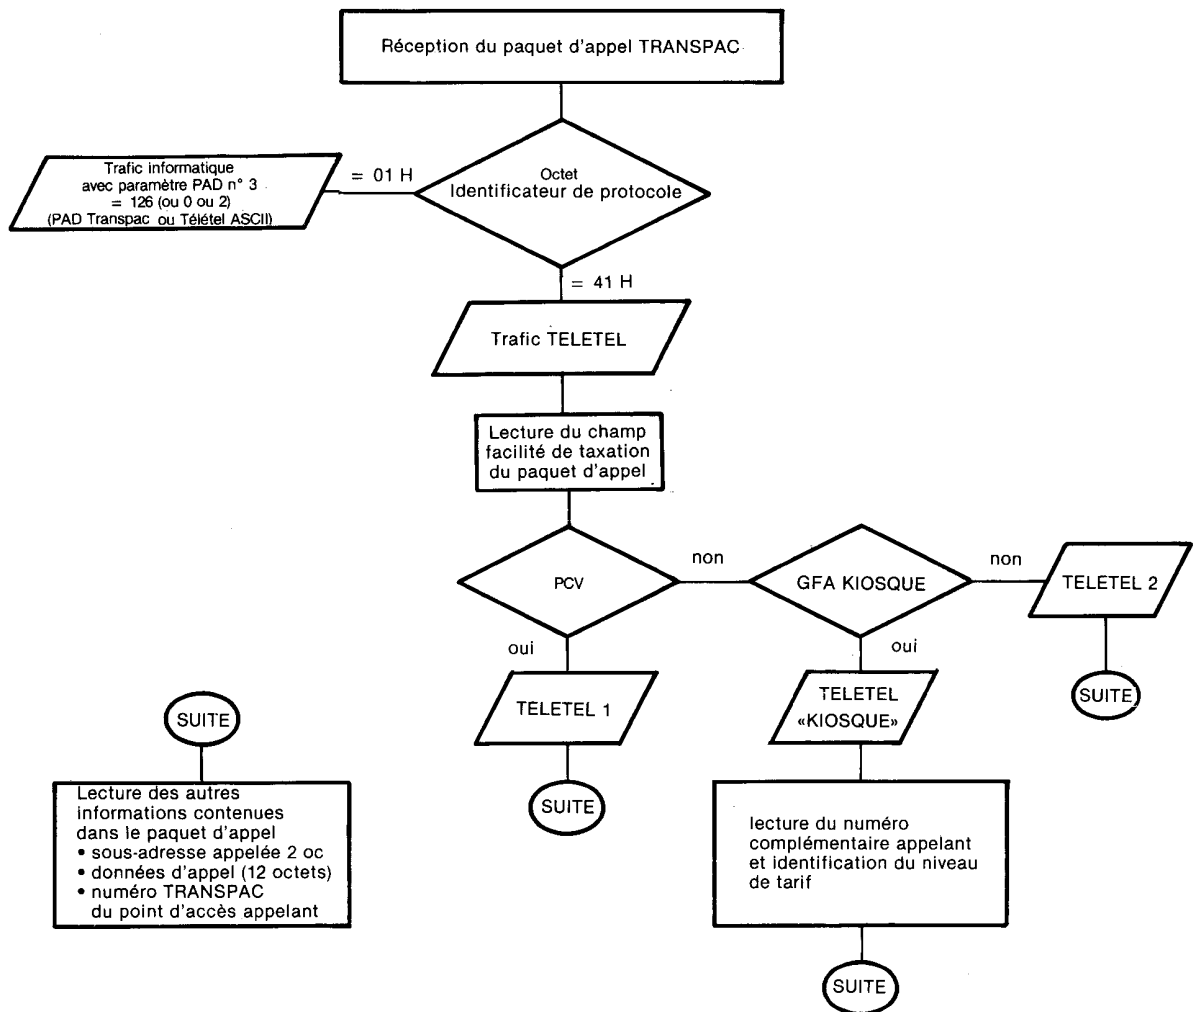 Réception du paquet d'appel TRANSPAC
Trafic informatique
avec paramètre PAD n° 3
= 126 (ou 0 ou 2)
(PAD Transpac ou Télétel ASCII)
= 01 H
Octet
Identificateur de protocole
= 41 H
Trafic TELETEL
Lecture du champ
facilité de taxation
du paquet d'appel
PCV
non
GFA KIOSQUE
non
TELETEL 2
oui
oui
TELETEL 1
TELETEL
«KIOSQUE»
SUITE
SUITE
SUITE
Lecture des autres
informations contenues
dans le paquet d'appel
• sous-adresse appelée 2 oc
• données d'appel (12 octets)
• numéro TRANSPAC
du point d'accès appelant
lecture du numéro
complémentaire appelant
et identification du niveau
de tarif
SUITE